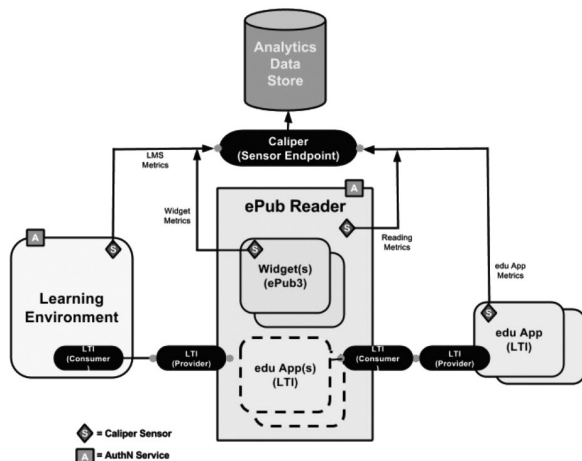 Analytics
Data
Store
Caliper
(Sensor Endpoint)
LMS
Metrics
A
ePub Reader
Widget
Metrics
S
Reading
Metrics
A
S
S
Widget(s)
(ePub3)
edu App
Metrics
Learning
Environment
S
edu App
(LTI)
LTI
(Consumer
)
LTI
(Provider)
edu App(s)
(LTI)
LTI
(Consumer
)
LTI
(Provider)
S = Caliper Sensor
A = AuthN Service